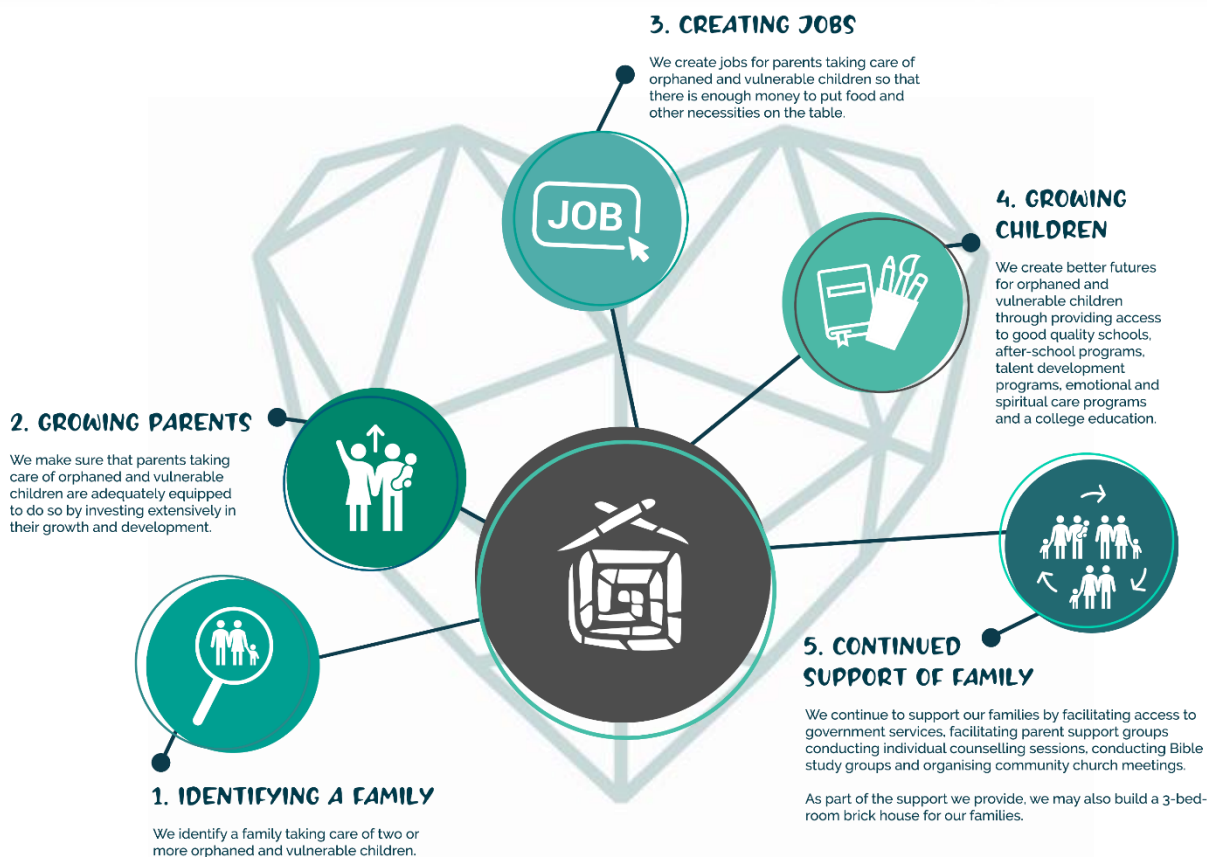 3. CREATING JOBS
We create jobs for parents taking care of
orphaned and vulnerable children so that
there is enough money to put food and
other necessities on the table.
JOB
4. GROWING
CHILDREN
We create better futures
for orphaned and
vulnerable children
through providing access
to good quality schools,
after-school programs,
talent development
programs, emotional and
spiritual care programs
and a college education.
2. GROWING PARENTS
We make sure that parents taking
care of orphaned and vulnerable
children are adequately equipped
to do so by investing extensively in
their growth and development.
5. CONTINUED
SUPPORT OF FAMILY
We continue to support our families by facilitating access to
government services, facilitating parent support groups
conducting individual counselling sessions, conducting Bible
study groups and organising community church meetings.
As part of the support we provide, we may also build a 3-bed-
room brick house for our families.
1. IDENTIFYING A FAMILY
We identify a family taking care of two or
more orphaned and vulnerable children.